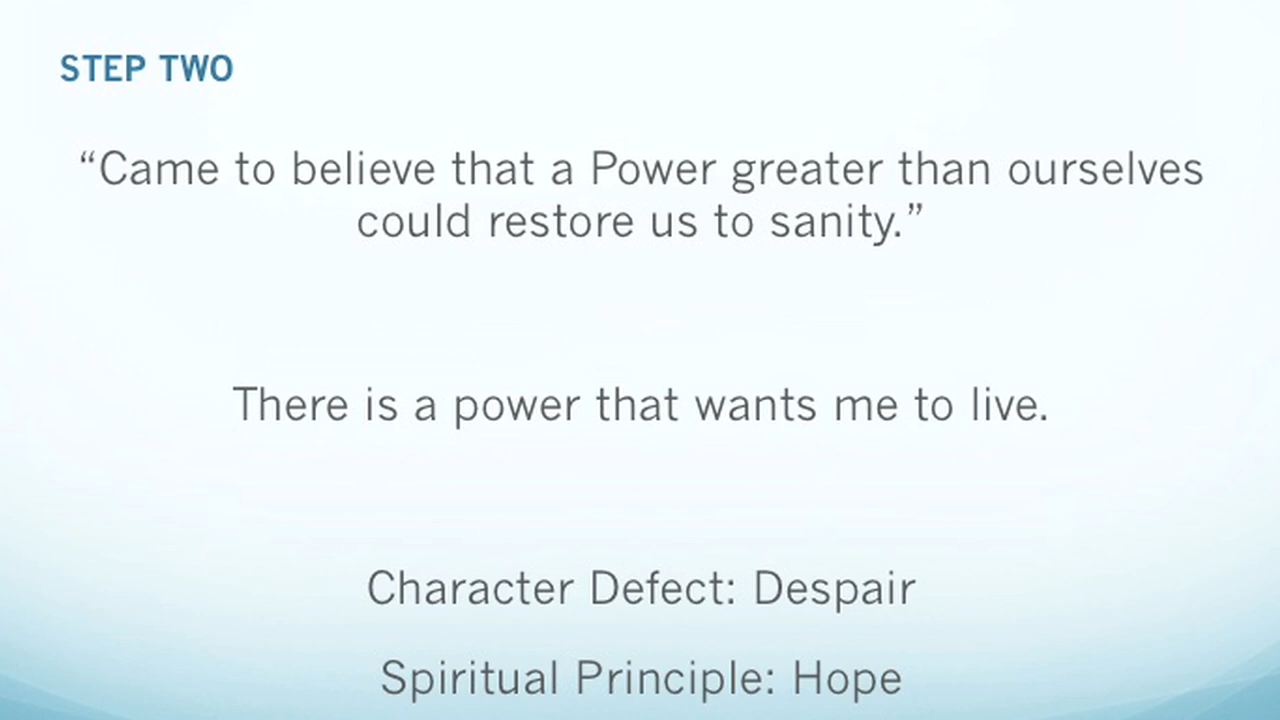 STEP TWO
“Came to believe that a Power greater than ourselves
could restore us to sanity.”
There is a power that wants me to live.
Character Defect: Despair
Spiritual Principle: Hope